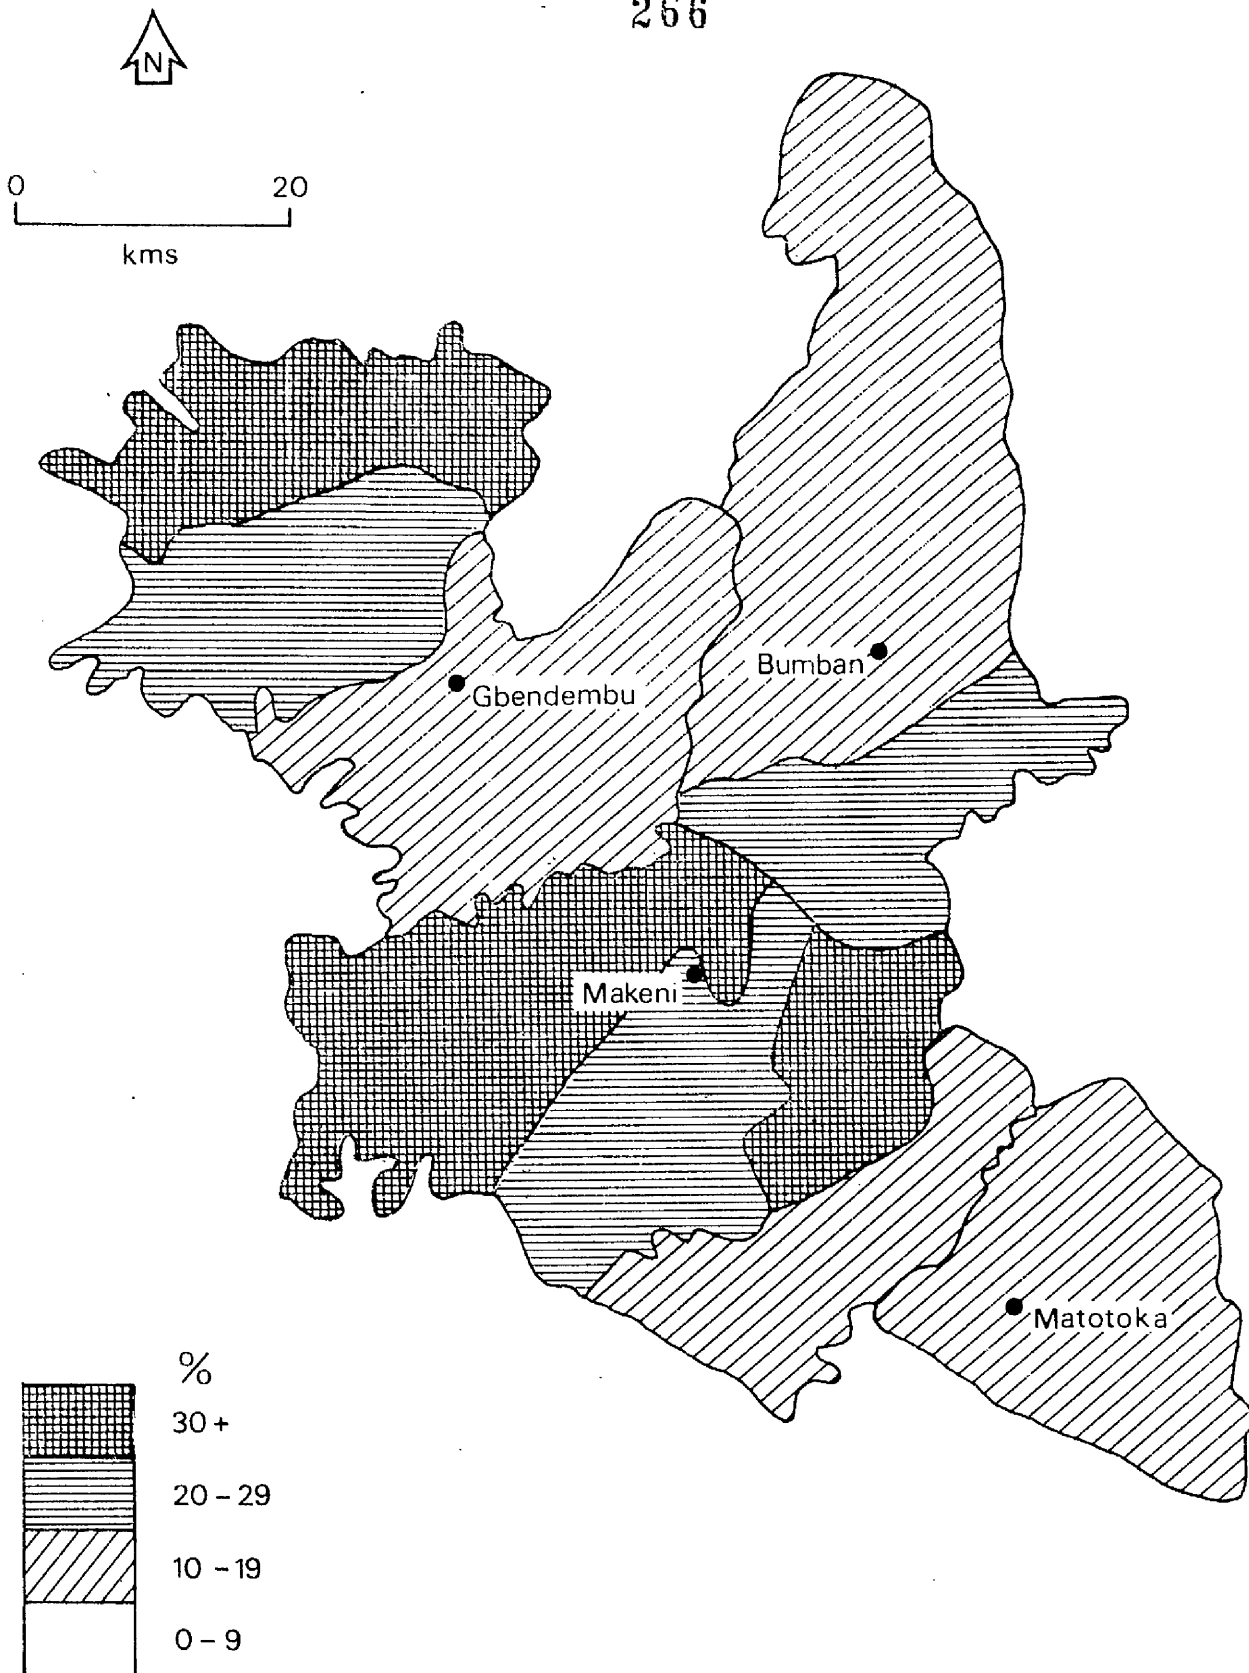 266
N
0 20
kms
Bumban
Gbendembu
Makeni
Matotoka
%
30 +
20 - 29
10 - 19
0 - 9